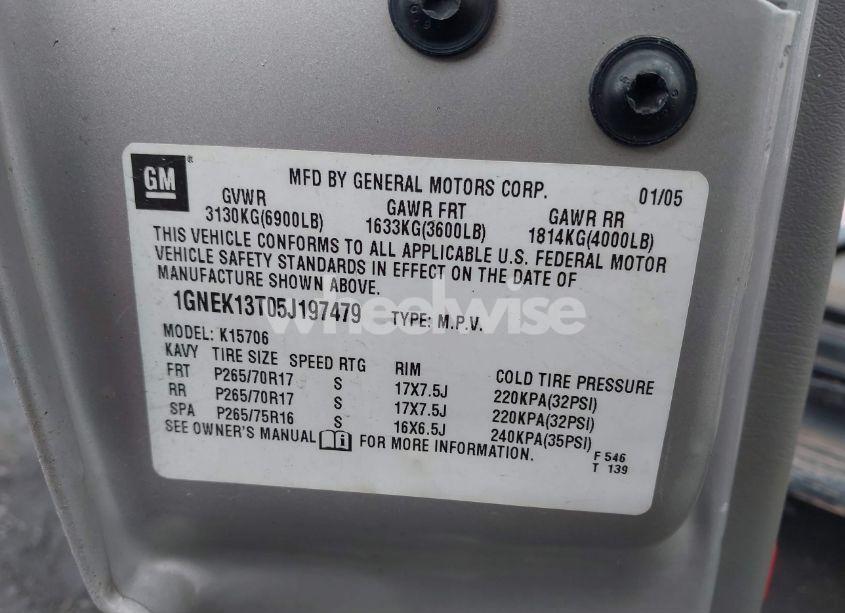 GM ®
MFD BY GENERAL MOTORS CORP. 01/05
GVWR GAWR FRT GAWR RR
3130KG(6900LB) 1633KG(3600LB) 1814KG(4000LB)
THIS VEHICLE CONFORMS TO ALL APPLICABLE U.S. FEDERAL MOTOR
VEHICLE SAFETY STANDARDS IN EFFECT ON THE DATE OF
MANUFACTURE SHOWN ABOVE.
1GNEK13T05J197479 TYPE: M.P.V.
wheelwise
MODEL: K15706
KAVY TIRE SIZE SPEED RTG RIM COLD TIRE PRESSURE
FRT P265/70R17 S 17X7.5J 220KPA(32PSI)
RR P265/70R17 S 17X7.5J 220KPA(32PSI)
SPA P265/75R16 S 16X6.5J 240KPA(35PSI)
SEE OWNER'S MANUAL FOR MORE INFORMATION.
F 546
T 139